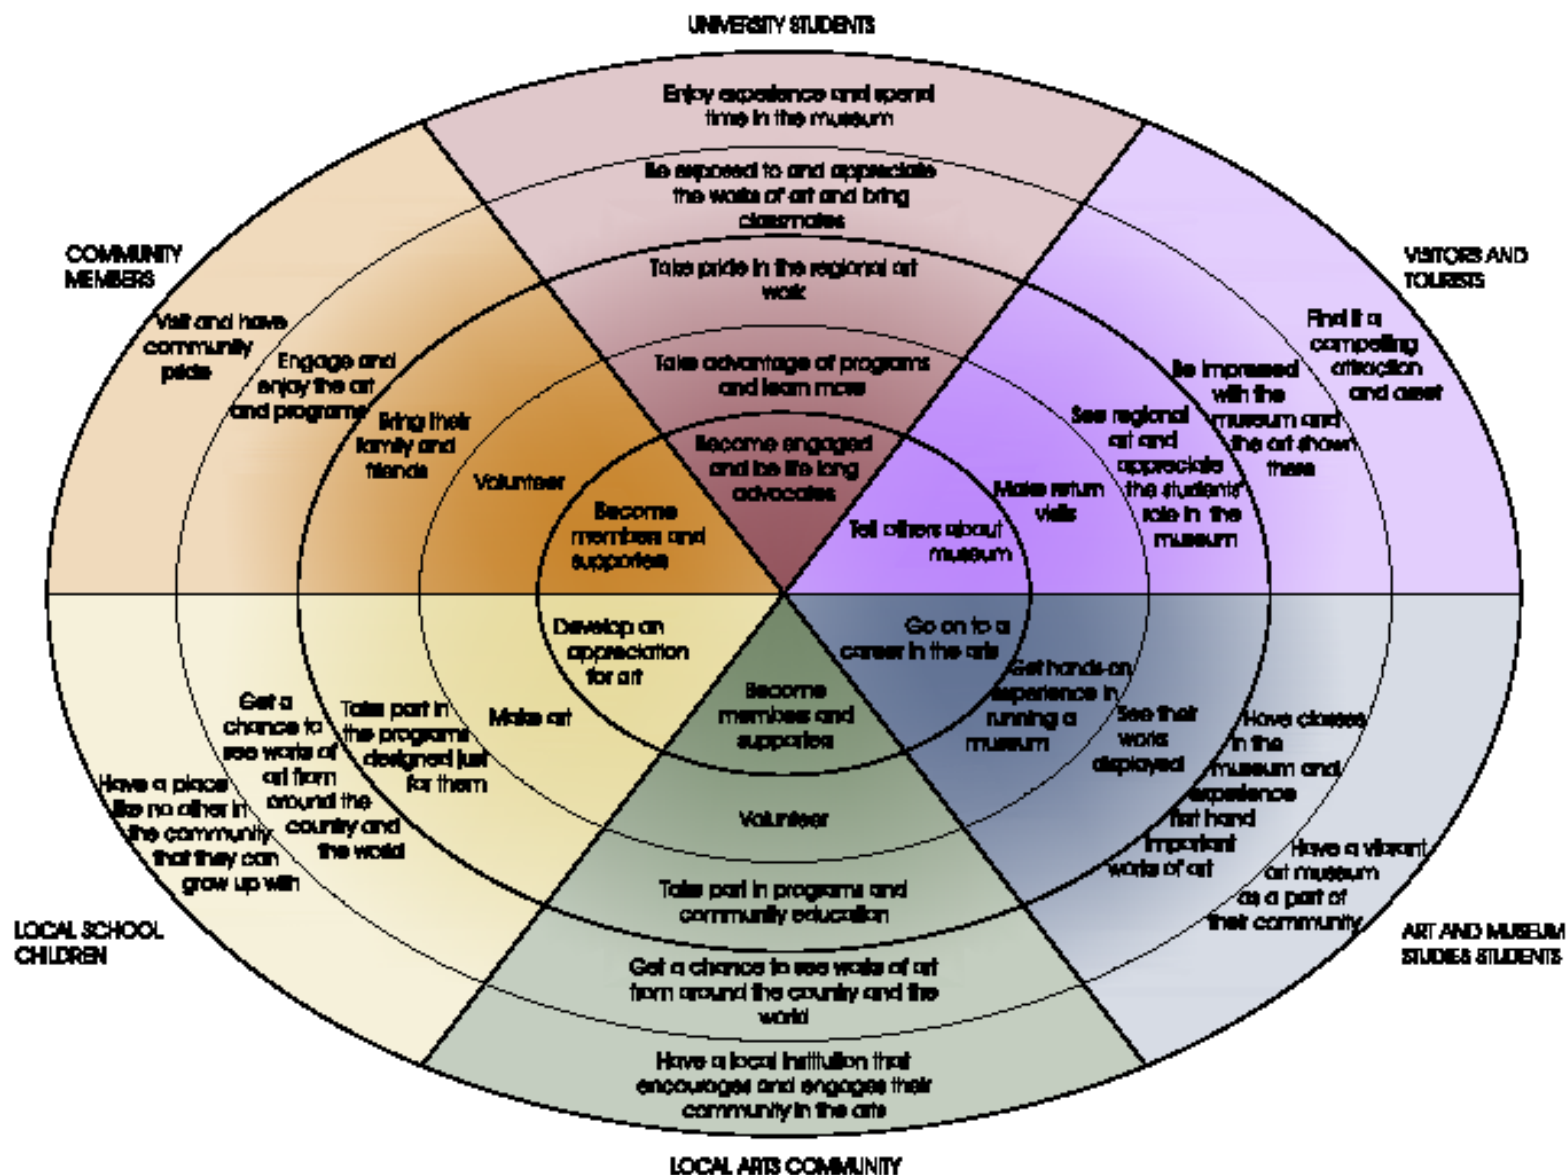 UNIVERSITY STUDENTS
Enjoy experience and spend
time in the museum
Be exposed to and appreciate
the works of art and bring
classmates
Take pride in the regional art
work
Take advantage of programs
and learn more
Become engaged
and be life long
advocates
COMMUNITY
MEMBERS
Visit and have
community
pride
Engage and
enjoy the art
and programs
Bring their
family and
friends
Volunteer
Become
members and
supporters
VISITORS AND
TOURISTS
Find it a
compelling
attraction
and asset
Be impressed
with the
museum and
the art shown
there
See regional
art and
appreciate
the students'
role in the
museum
Make return
visits
Tell others about
museum
Develop an
appreciation
for art
Make art
Take part in
the programs
designed just
for them
Get a
chance to
see works of
art from
around the
country and
the world
Have a place
like no other in
the community
that they can
grow up with
LOCAL SCHOOL
CHILDREN
Become
members and
supportes
Volunteer
Take part in programs and
community education
Get a chance to see works of art
from around the country and the
world
Have a local institution that
encourages and engages their
community in the arts
LOCAL ARTS COMMUNITY
Go on to a
career in the arts
Get hands-on
experience in
running a
museum
See their
works
displayed
Have classes
in the
museum and
experience
first hand
important
works of art
Have a vibrant
art museum
as a part of
their community
ART AND MUSEUM
STUDIES STUDENTS